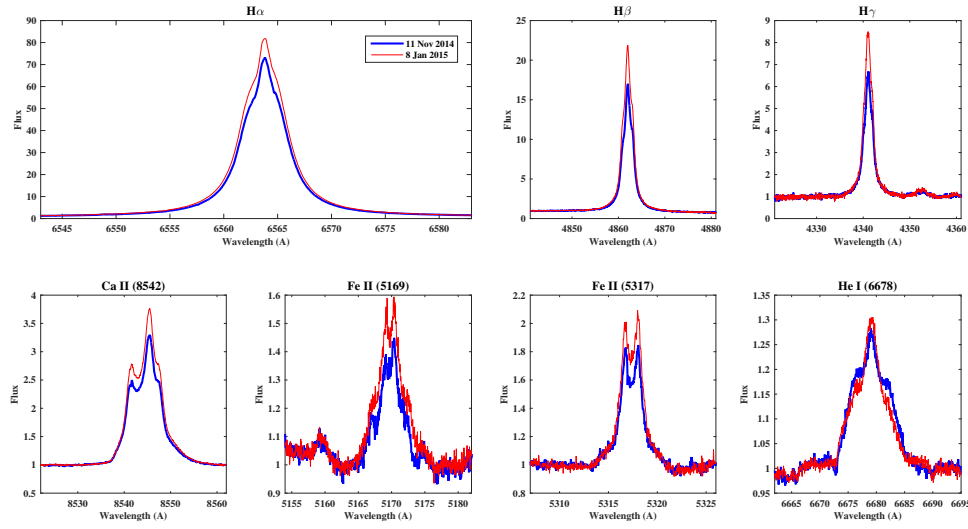 Hα
Flux
90
80
70
60
50
40
30
20
10
0
11 Nov 2014
8 Jan 2015
6545 6550 6555 6560 6565 6570 6575 6580
Wavelength (A)
Hβ
Flux
25
20
15
10
5
0
4850 4860 4870 4880
Wavelength (A)
Hγ
Flux
9
8
7
6
5
4
3
2
1
0
4330 4340 4350 4360
Wavelength (A)
Ca II (8542)
Flux
4
3.5
3
2.5
2
1.5
1
0.5
8530 8540 8550 8560
Wavelength (A)
Fe II (5169)
Flux
1.6
1.5
1.4
1.3
1.2
1.1
1
0.9
5155 5160 5165 5170 5175 5180
Wavelength (A)
Fe II (5317)
Flux
2.2
2
1.8
1.6
1.4
1.2
1
0.8
5310 5315 5320 5325
Wavelength (A)
He I (6678)
Flux
1.35
1.3
1.25
1.2
1.15
1.1
1.05
1
0.95
6665 6670 6675 6680 6685 6690 6695
Wavelength (A)